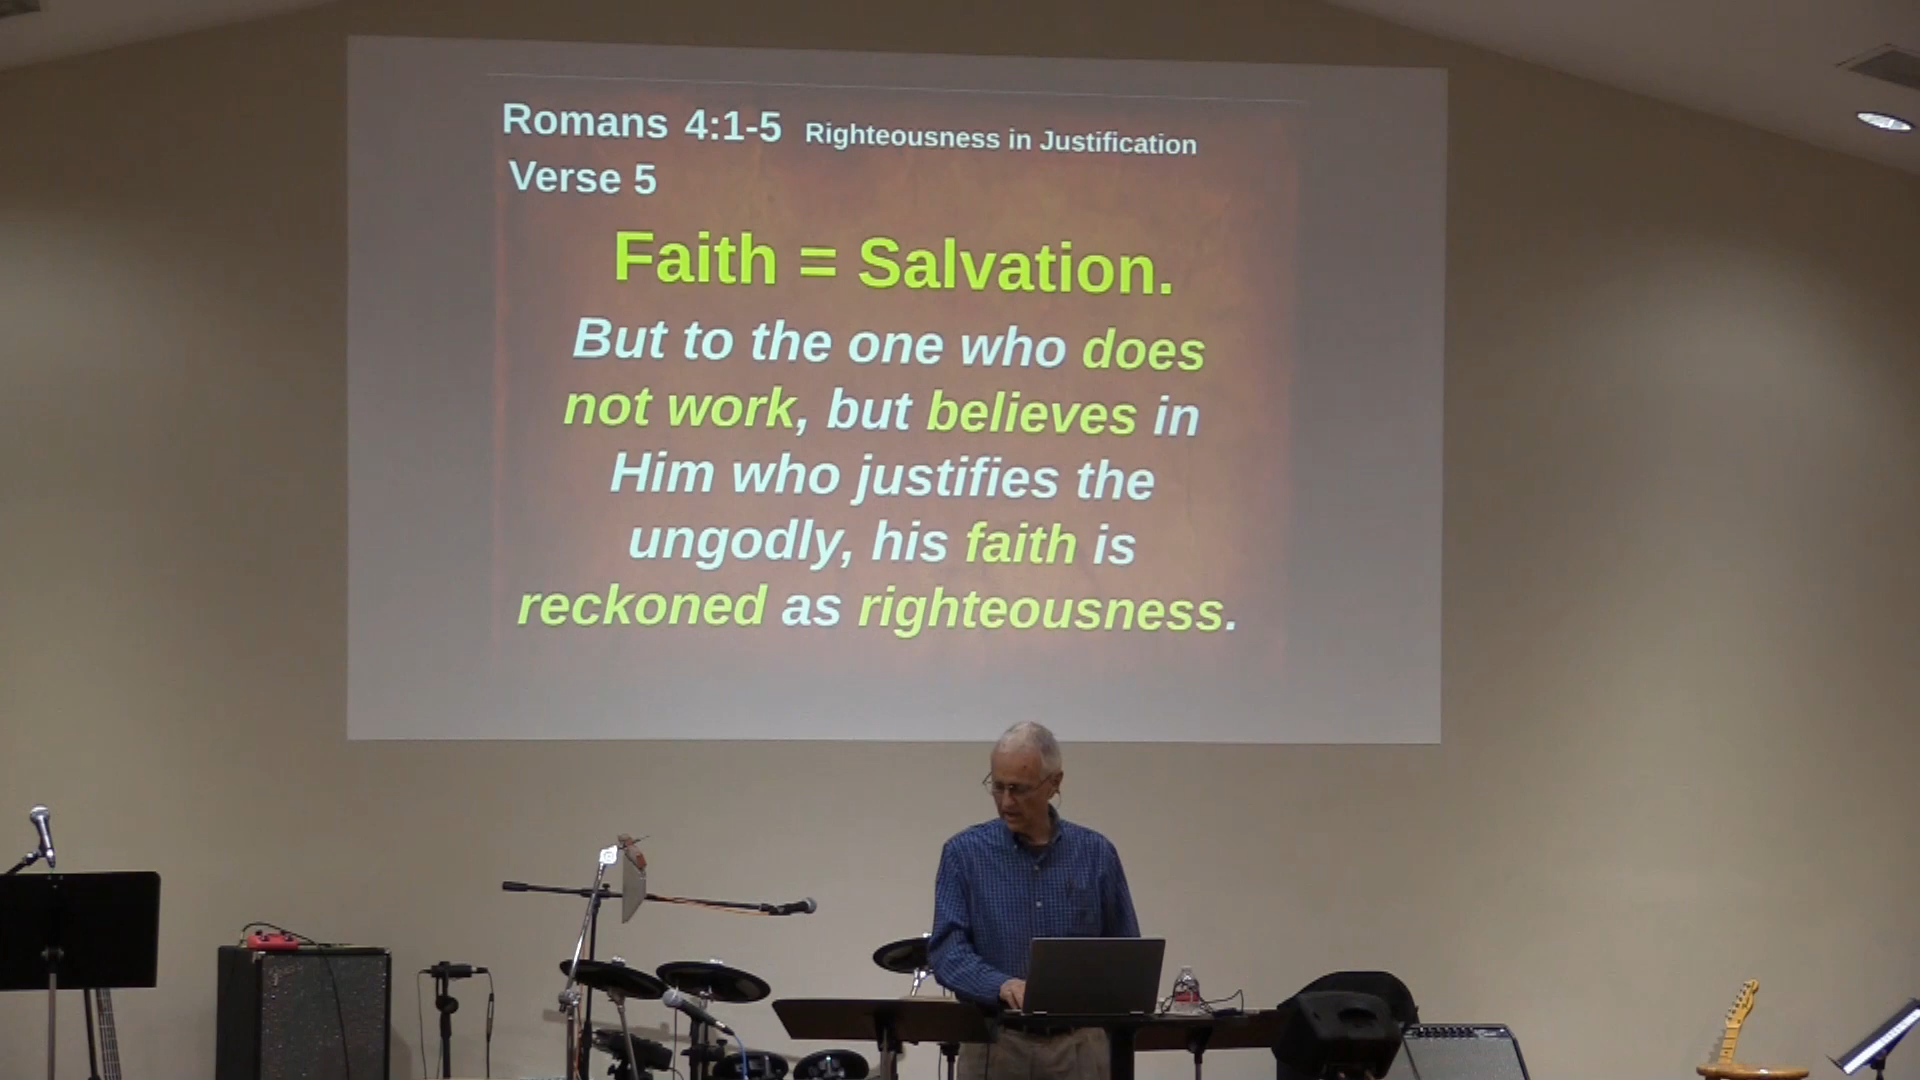 Romans 4:1-5 Righteousness in Justification
Verse 5
Faith = Salvation.
But to the one who does
not work, but believes in
Him who justifies the
ungodly, his faith is
reckoned as righteousness.